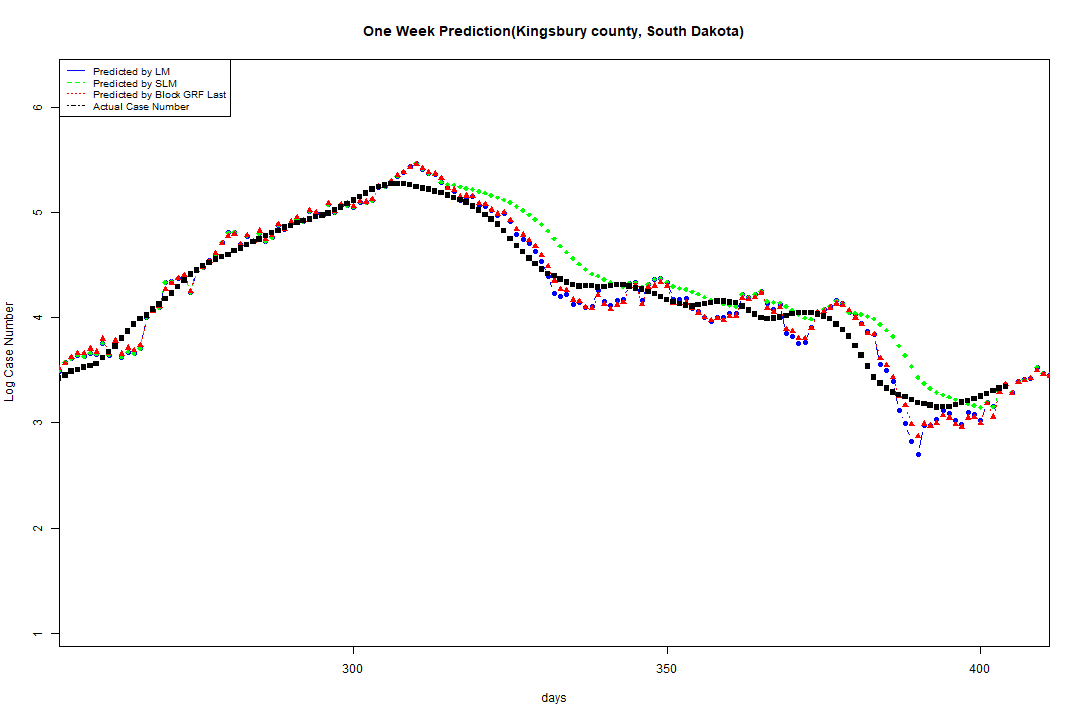 One Week Prediction(Kingsbury county, South Dakota)
Predicted by LM
Predicted by SLM
Predicted by Block GRF Last
Actual Case Number
6
5
4
3
2
1
Log Case Number
300
350
400
days